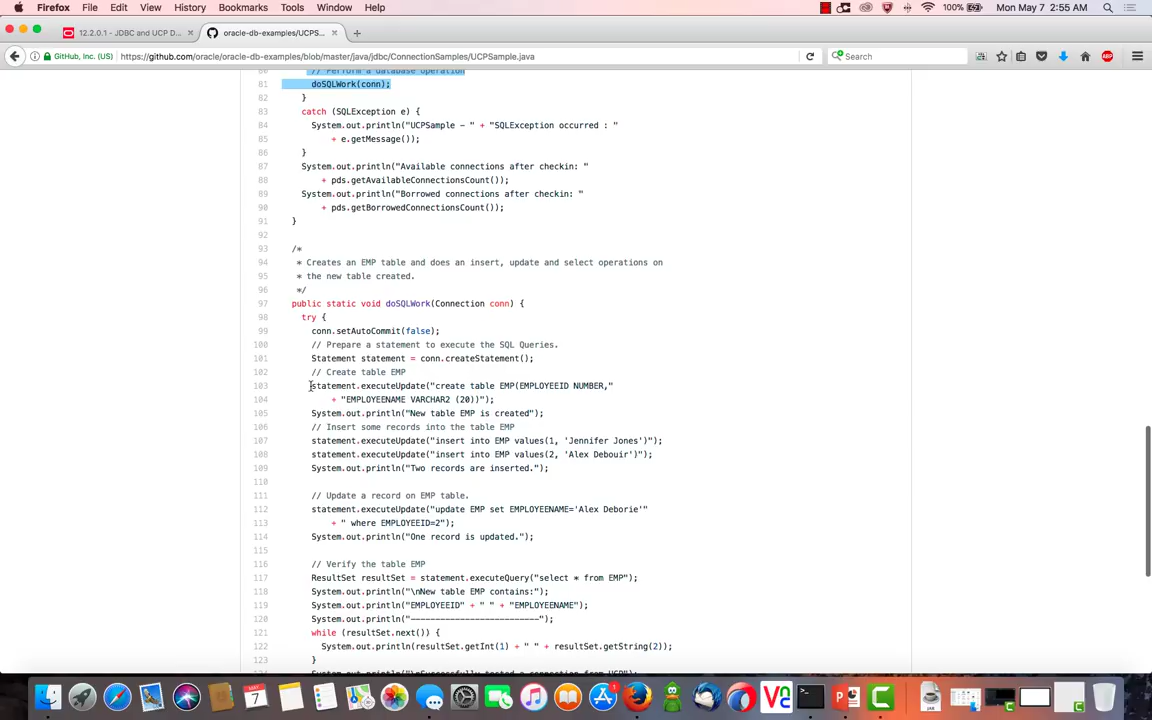 Firefox File Edit View History Bookmarks Tools Window Help 100% Mon May 7 2:55 AM
12.2.0.1 - JDBC and UCP D... oracle-db-examples/UCPS...
GitHub, Inc. (US) https://github.com/oracle/oracle-db-examples/blob/master/java/jdbc/ConnectionSamples/UCPSample.java Search
80 // Perform a database operation
81 doSQLWork(conn);
82 }
83 catch (SQLException e) {
84 System.out.println("UCPSample - " + "SQLException occurred : "
85 + e.getMessage());
86 }
87 System.out.println("Available connections after checkin: "
88 + pds.getAvailableConnectionsCount());
89 System.out.println("Borrowed connections after checkin: "
90 + pds.getBorrowedConnectionsCount());
91 }
92
93 /*
94 * Creates an EMP table and does an insert, update and select operations on
95 * the new table created.
96 */
97 public static void doSQLWork(Connection conn) {
98 try {
99 conn.setAutoCommit(false);
100 // Prepare a statement to execute the SQL Queries.
101 Statement statement = conn.createStatement();
102 // Create table EMP
103 statement.executeUpdate("create table EMP(EMPLOYEEID NUMBER,"
104 + "EMPLOYEENAME VARCHAR2 (20))");
105 System.out.println("New table EMP is created");
106 // Insert some records into the table EMP
107 statement.executeUpdate("insert into EMP values(1, 'Jennifer Jones')");
108 statement.executeUpdate("insert into EMP values(2, 'Alex Debouir')");
109 System.out.println("Two records are inserted.");
110
111 // Update a record on EMP table.
112 statement.executeUpdate("update EMP set EMPLOYEENAME='Alex Deborie'"
113 + " where EMPLOYEEID=2");
114 System.out.println("One record is updated.");
115
116 // Verify the table EMP
117 ResultSet resultSet = statement.executeQuery("select * from EMP");
118 System.out.println("\nNew table EMP contains:");
119 System.out.println("EMPLOYEEID" + " " + "EMPLOYEENAME");
120 System.out.println("--------------------------");
121 while (resultSet.next()) {
122 System.out.println(resultSet.getInt(1) + " " + resultSet.getString(2));
123 }